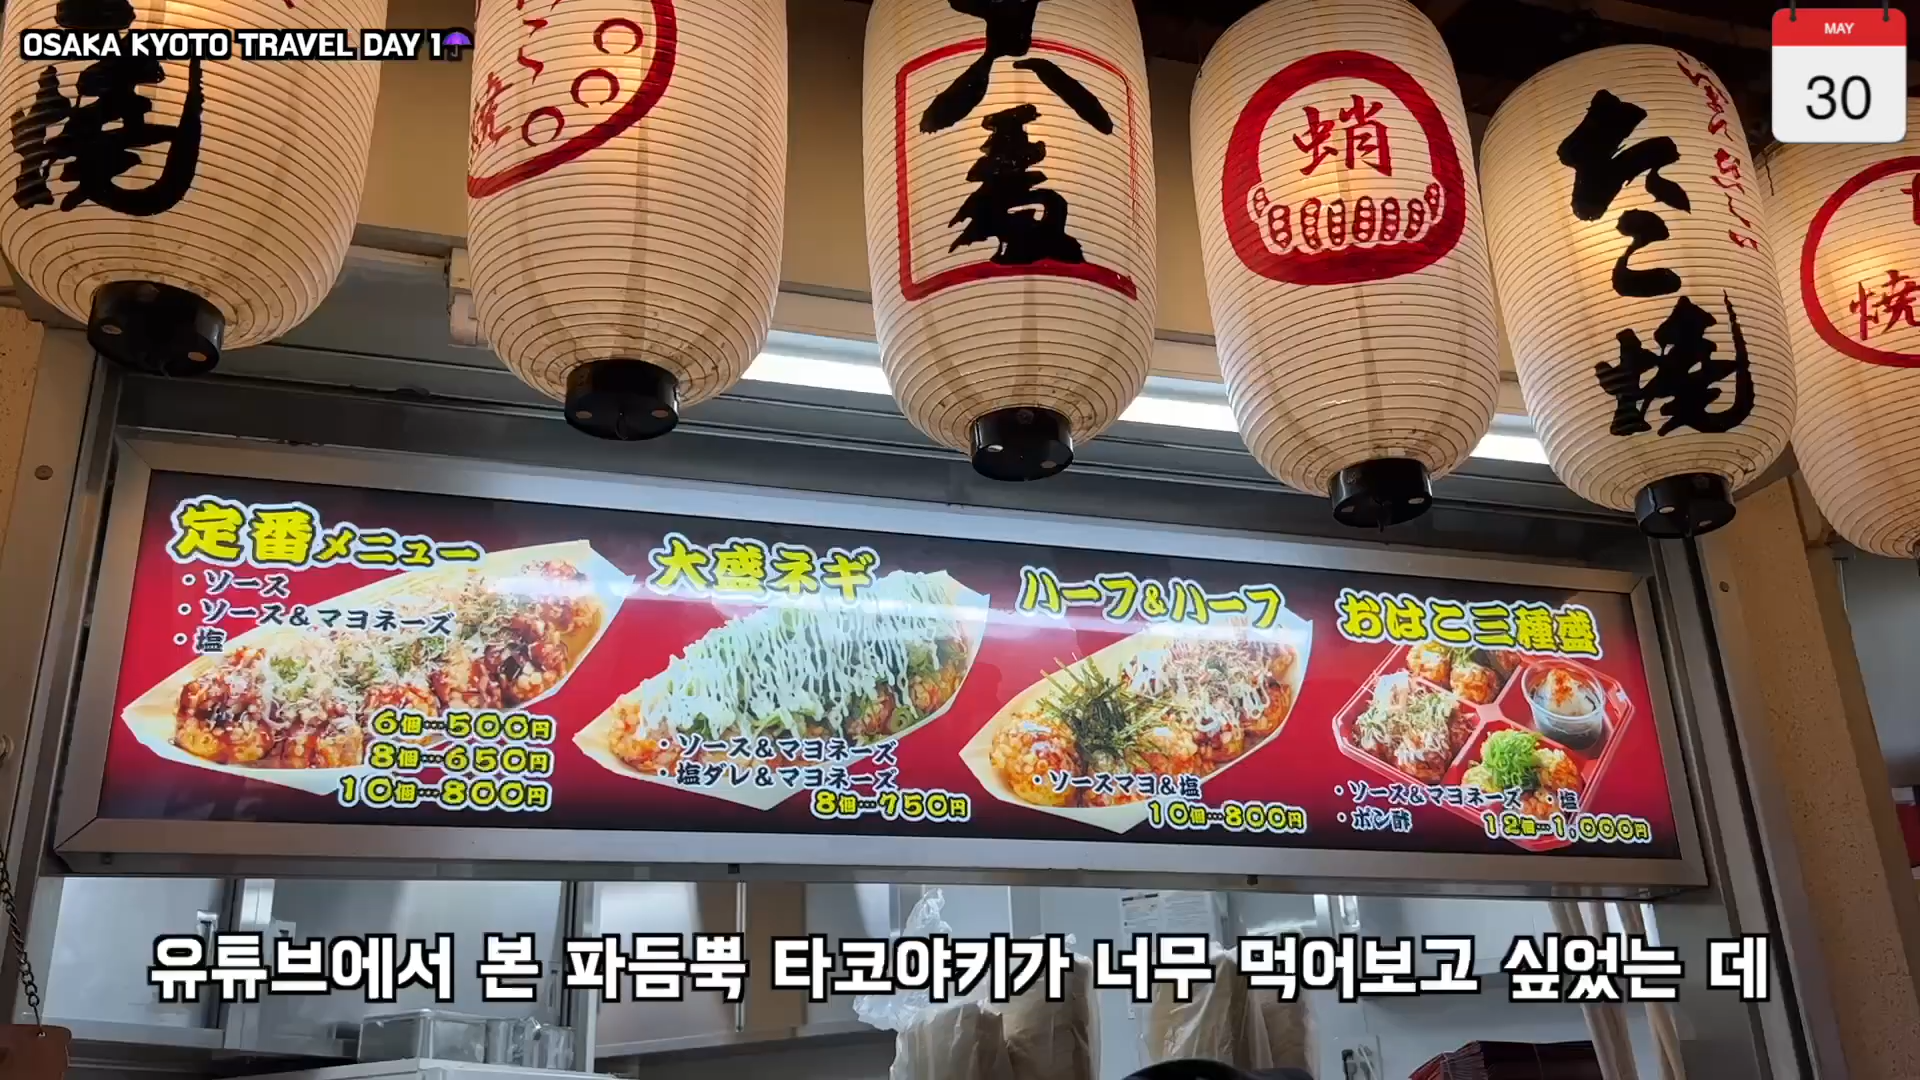 OSAKA KYOTO TRAVEL DAY 1
MAY
30
焼
たこ
焼
大
蛸
たこ
焼
焼
定番メニュー
・ソース
・ソース&マヨネーズ
・塩
6個…500円
8個…650円
10個…800円
大盛ネギ
・ソース&マヨネーズ
・塩ダレ&マヨネーズ
8個…750円
ハーフ&ハーフ
・ソースマヨ&塩
10個…800円
おはこ三種盛
・ソース&マヨネーズ ・塩
・ポン酢
12個…1,000円
유튜브에서 본 파듬뿍 타코야키가 너무 먹어보고 싶었는 데